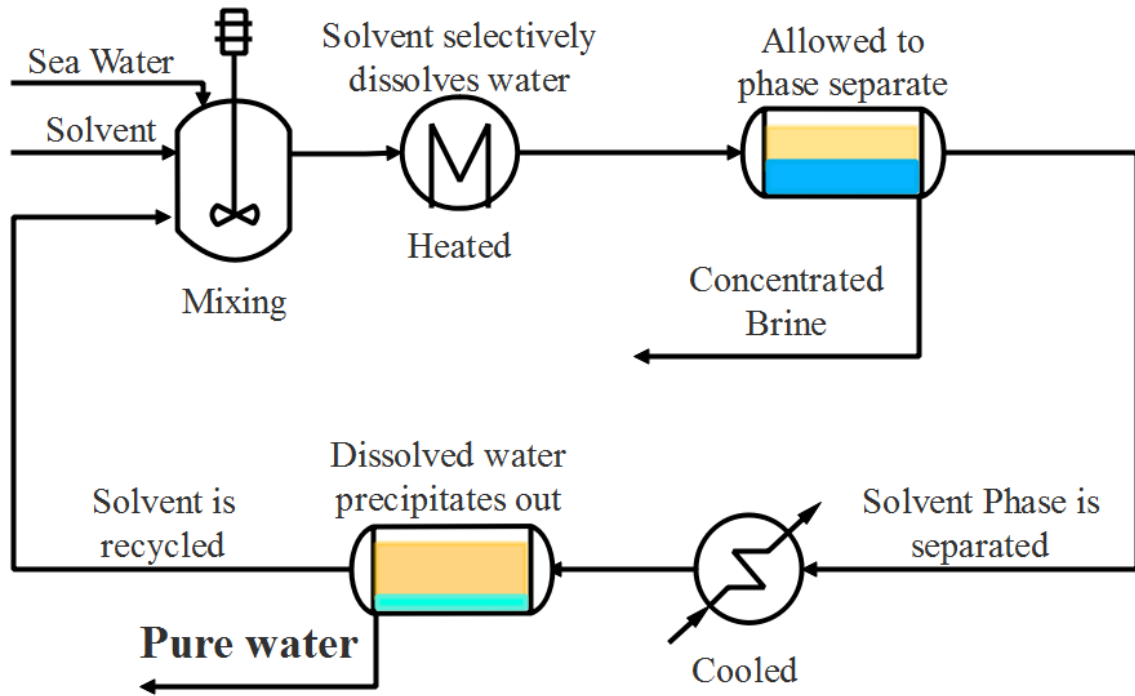 Sea Water
Solvent
Mixing
Solvent selectively
dissolves water
Heated
Allowed to
phase separate
Concentrated
Brine
Solvent Phase is
separated
Cooled
Dissolved water
precipitates out
Pure water
Solvent is
recycled